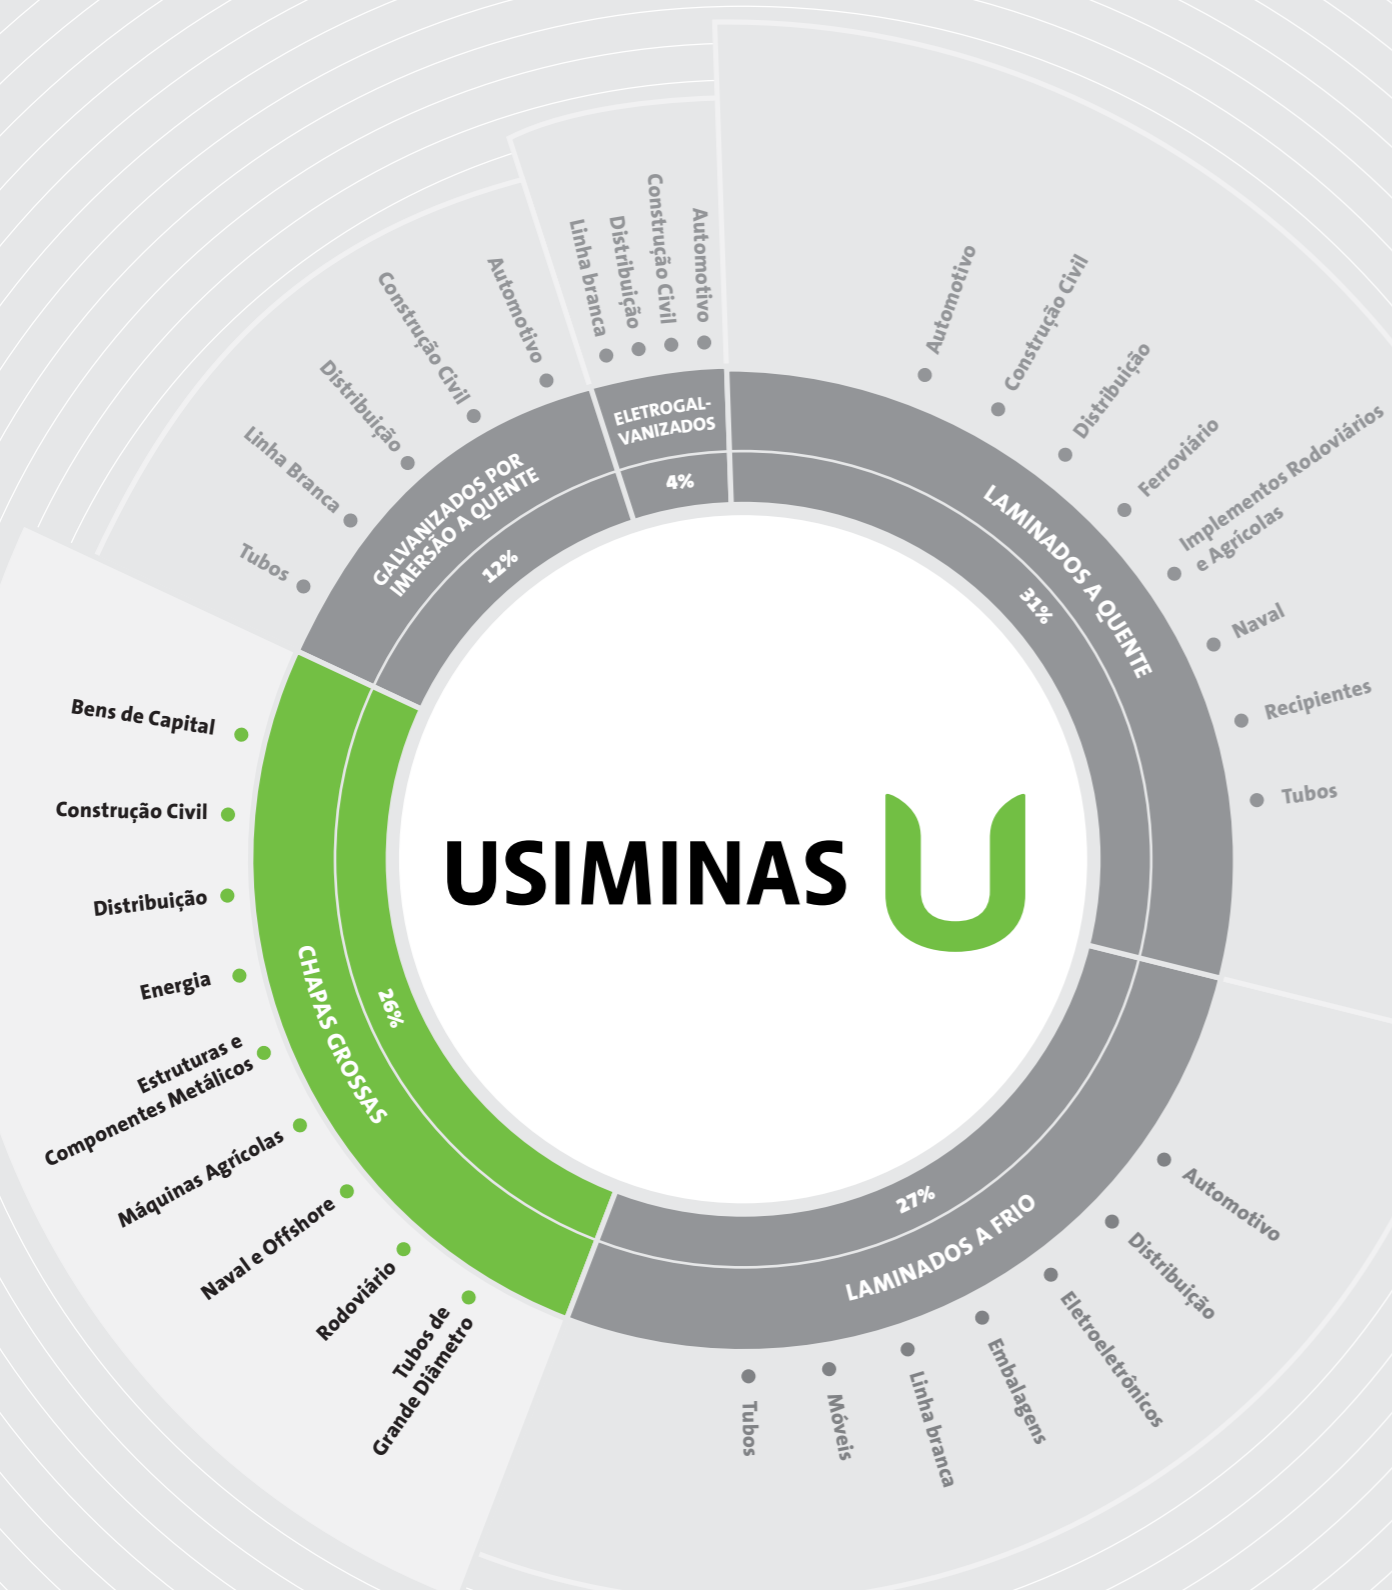 USIMINAS
ELETROGAL-
VANIZADOS
4%
Linha branca
Distribuição
Construção Civil
Automotivo
LAMINADOS A QUENTE
31%
Automotivo
Construção Civil
Distribuição
Ferroviário
Implementos Rodoviários
e Agrícolas
Naval
Recipientes
Tubos
LAMINADOS A FRIO
27%
Automotivo
Distribuição
Eletroeletrônicos
Embalagens
Linha branca
Móveis
Tubos
CHAPAS GROSSAS
26%
Bens de Capital
Construção Civil
Distribuição
Energia
Estruturas e
Componentes Metálicos
Máquinas Agrícolas
Naval e Offshore
Rodoviário
Tubos de
Grande Diâmetro
GALVANIZADOS POR
IMERSÃO A QUENTE
12%
Tubos
Linha Branca
Distribuição
Construção Civil
Automotivo